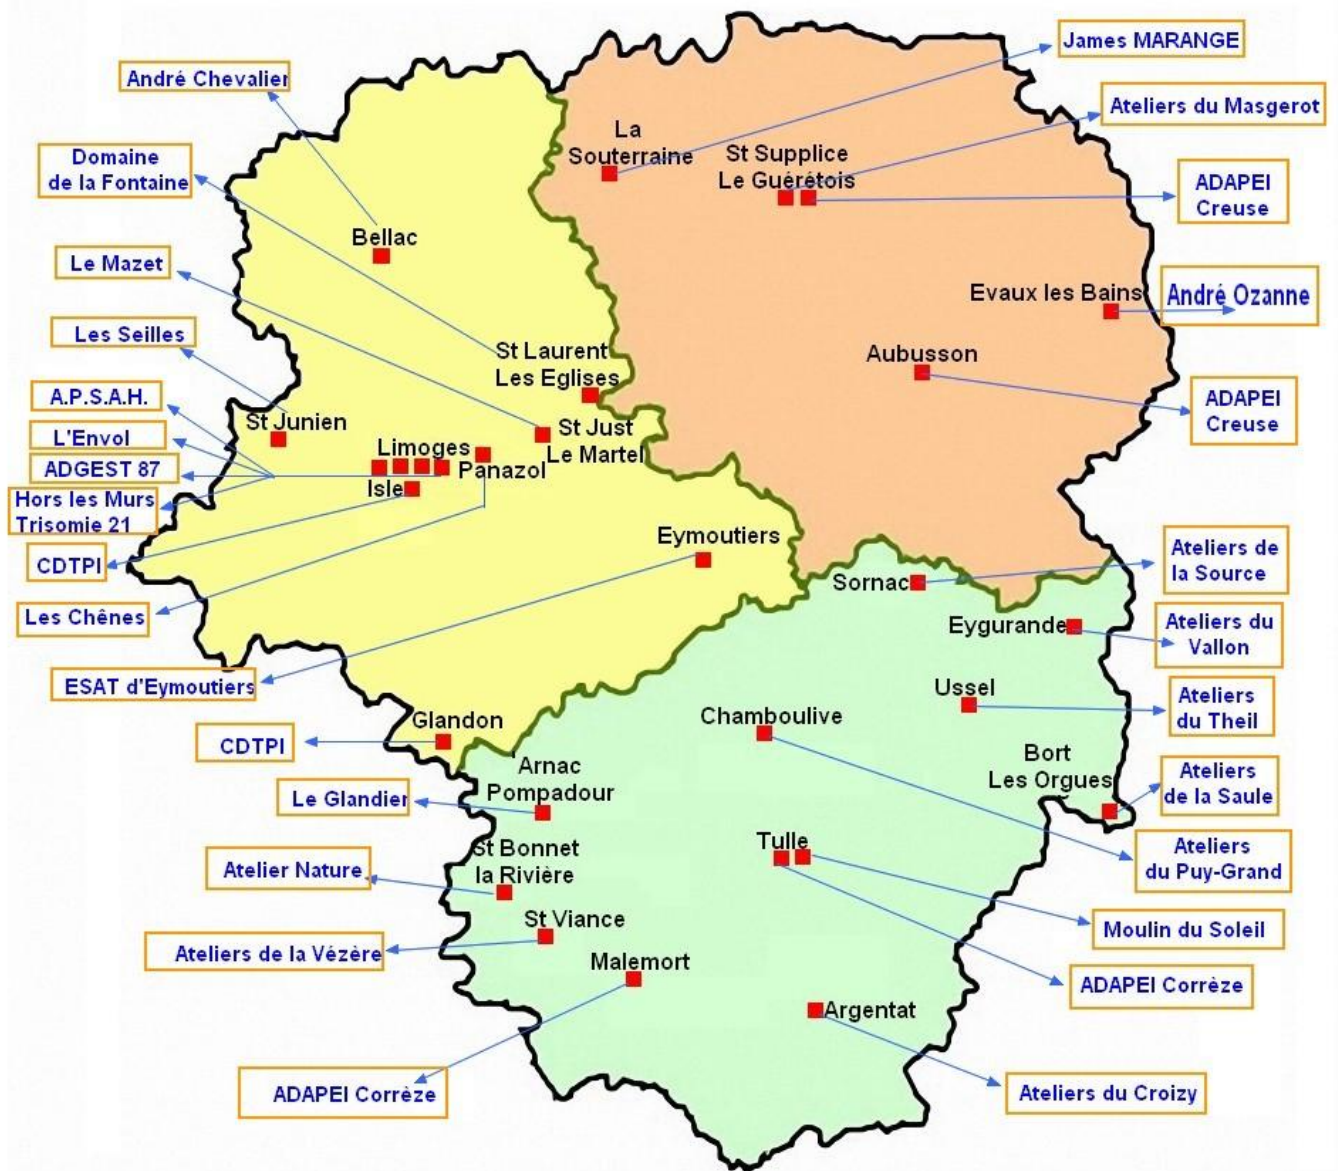 James MARANGE
André Chevalier
Ateliers du Masgerot
La
Souterraine
St Supplice
Le Guérétois
Domaine
de la Fontaine
ADAPEI
Creuse
Bellac
Le Mazet
Evaux les Bains
André Ozanne
Les Seilles
St Laurent
Les Eglises
Aubusson
A.P.S.A.H.
ADAPEI
Creuse
St Junien
L'Envol
Limoges
St Just
Le Martel
ADGEST 87
Panazol
Isle
Hors les Murs
Trisomie 21
Eymoutiers
CDTPI
Ateliers de
la Source
Sornac
Les Chênes
Eygurande
Ateliers du
Vallon
ESAT d'Eymoutiers
Ussel
Ateliers
du Theil
Chamboulive
Glandon
CDTPI
Bort
Les Orgues
Arnac
Pompadour
Ateliers
de la Saule
Le Glandier
Tulle
Ateliers
du Puy-Grand
St Bonnet
la Rivière
Atelier Nature
St Viance
Moulin du Soleil
Ateliers de la Vézère
Malemort
ADAPEI Corrèze
Argentat
ADAPEI Corrèze
Ateliers du Croizy